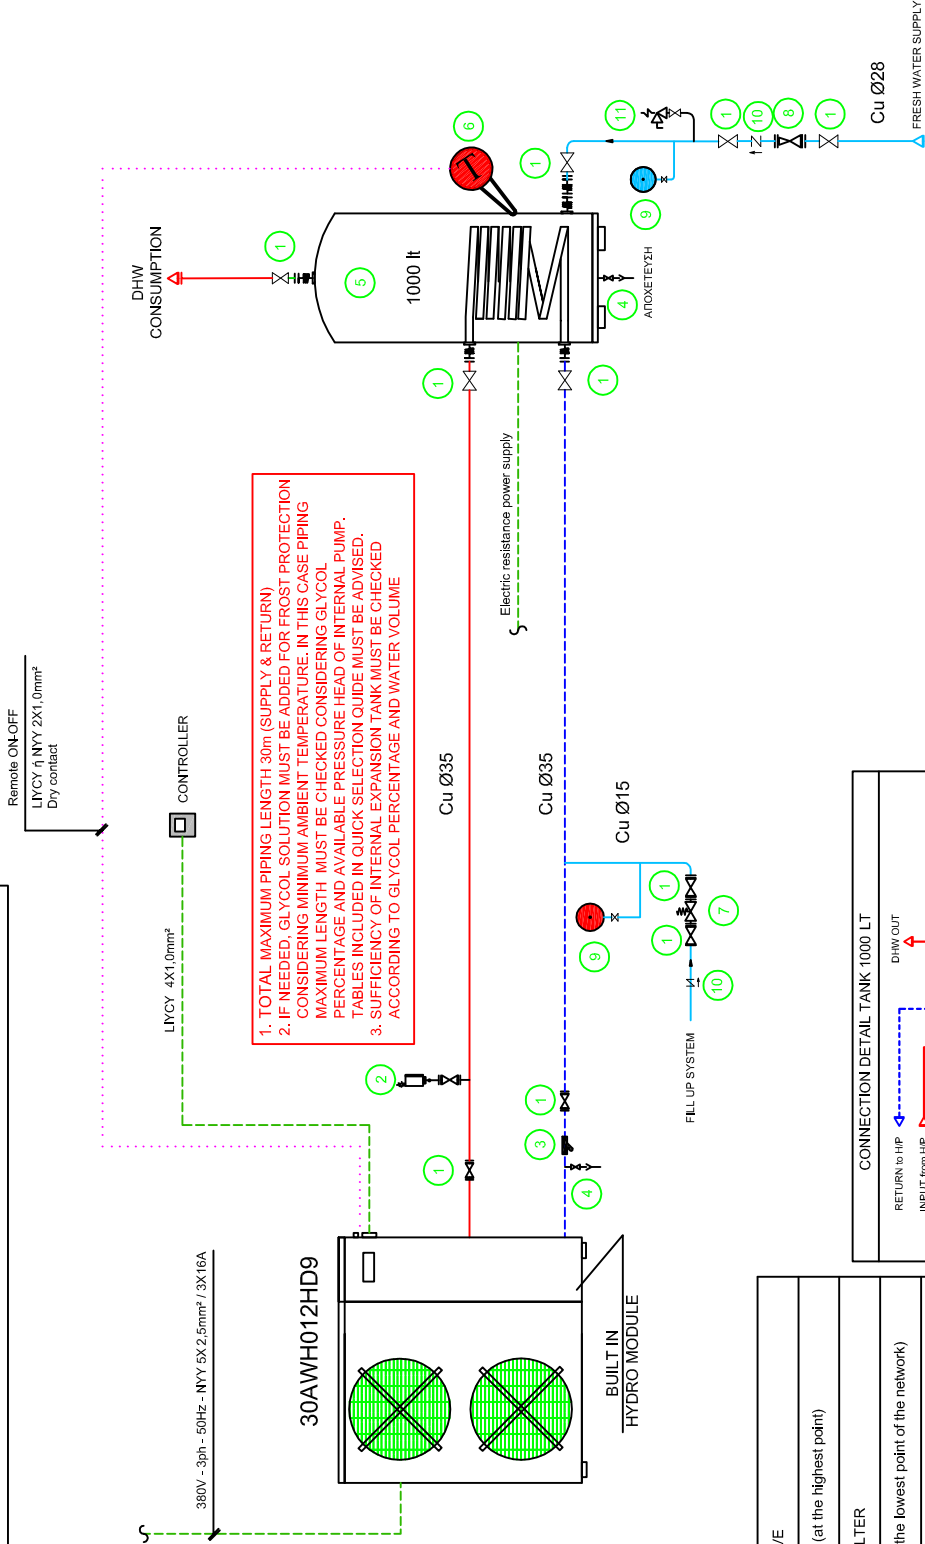 Remote ON-OFF
LIYCY ή NYY 2X1,0mm²
Dry contact
CONTROLLER
LIYCY 4X1,0mm²
380V - 3ph - 50Hz - NYY 5X2,5mm² / 3X16A
30AWH012HD9
BUILT IN
HYDRO MODULE
1. TOTAL MAXIMUM PIPING LENGTH 30m (SUPPLY & RETURN)
2. IF NEEDED, GLYCOL SOLUTION MUST BE ADDED FOR FROST PROTECTION
CONSIDERING MINIMUM AMBIENT TEMPERATURE. IN THIS CASE PIPING
MAXIMUM LENGTH MUST BE CHECKED CONSIDERING GLYCOL
PERCENTAGE AND AVAILABLE PRESSURE HEAD OF INTERNAL PUMP.
TABLES INCLUDED IN QUICK SELECTION QUIDE MUST BE ADVISED.
3. SUFFICIENCY OF INTERNAL EXPANSION TANK MUST BE CHECKED
ACCORDING TO GLYCOL PERCENTAGE AND WATER VOLUME
DHW
CONSUMPTION
1
5
1000 lt
6
T
1
11
9
1
10
8
1
Cu Ø28
FRESH WATER SUPPLY
4
ΑΠΟΧΕΤΕΥΣΗ
1
1
Electric resistance power supply
Cu Ø35
Cu Ø35
Cu Ø15
2
1
1
3
4
9
1
1
7
10
FILL UP SYSTEM
CONNECTION DETAIL TANK 1000 LT
DHW OUT
RETURN to H/P
INPUT from H/P
VE
(at the highest point)
LTER
the lowest point of the network)